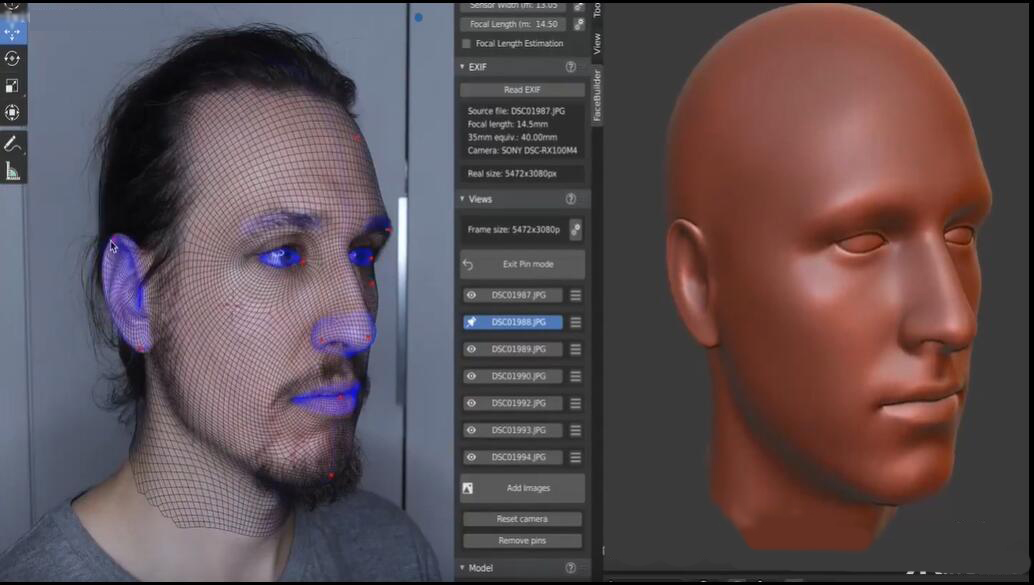 Sensor Width (m: 13.05
Focal Length (m: 14.50
Focal Length Estimation
EXIF
Read EXIF
Source file: DSC01987.JPG
Focal length: 14.5mm
35mm equiv.: 40.00mm
Camera: SONY DSC-RX100M4
Real size: 5472x3080px
Views
Frame size: 5472x3080p
Exit Pin mode
DSC01987.JPG
DSC01988.JPG
DSC01989.JPG
DSC01990.JPG
DSC01992.JPG
DSC01993.JPG
DSC01994.JPG
Add Images
Reset camera
Remove pins
Model
Too
View
FaceBuilder